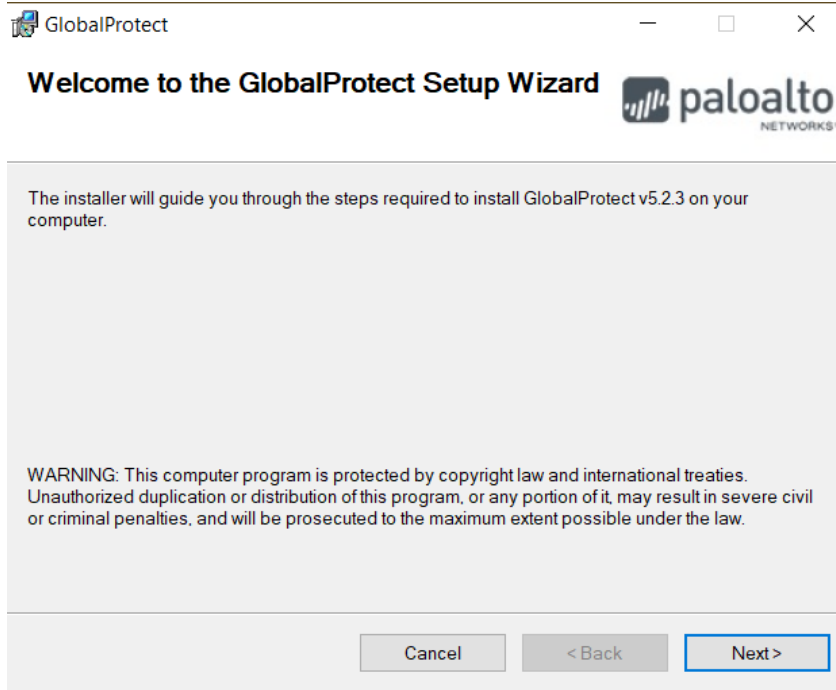 GlobalProtect
Welcome to the GlobalProtect Setup Wizard
paloalto
NETWORKS
The installer will guide you through the steps required to install GlobalProtect v5.2.3 on your
computer.
WARNING: This computer program is protected by copyright law and international treaties.
Unauthorized duplication or distribution of this program, or any portion of it, may result in severe civil
or criminal penalties, and will be prosecuted to the maximum extent possible under the law.
Cancel
< Back
Next >